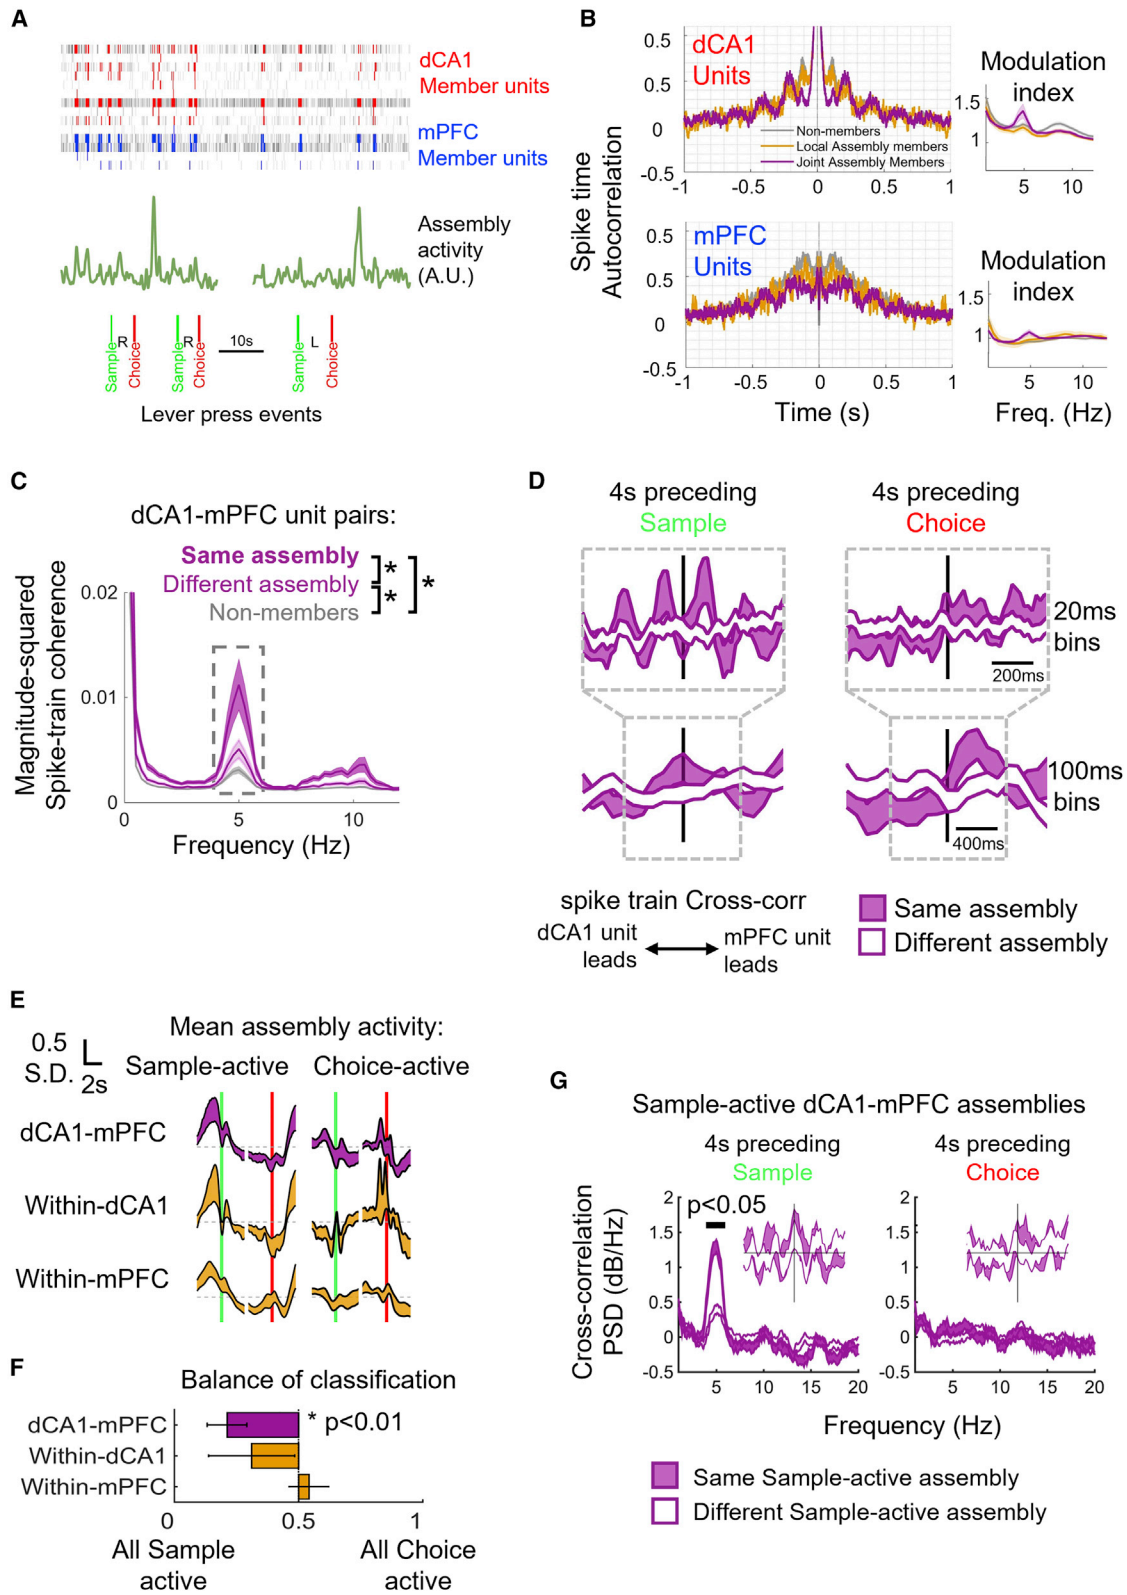 A
dCA1
Member units
mPFC
Member units
Assembly
activity
(A.U.)
Sample
R
Choice
Sample
R
Choice
10s
Sample
L
Choice
Lever press events
B
Spike time
Autocorrelation
0.5
0
-0.5
dCA1
Units
Non-members
Local Assembly members
Joint Assembly Members
-1 -0.5 0 0.5 1
Modulation
index
1.5
1
5 10
0.5
0
-0.5
mPFC
Units
-1 -0.5 0 0.5 1
Time (s)
Modulation
index
1.5
1
5 10
Freq. (Hz)
C
dCA1-mPFC unit pairs:
Same assembly
Different assembly
Non-members
*
*
*
Magnitude-squared
Spike-train coherence
0.02
0.01
0
0 5 10
Frequency (Hz)
D
4s preceding
Sample
4s preceding
Choice
20ms
bins
200ms
100ms
bins
400ms
spike train Cross-corr
dCA1 unit
leads
mPFC unit
leads
Same assembly
Different assembly
E
Mean assembly activity:
0.5
S.D.
2s
Sample-active
Choice-active
dCA1-mPFC
Within-dCA1
Within-mPFC
F
Balance of classification
dCA1-mPFC
Within-dCA1
Within-mPFC
* p<0.01
0 0.5 1
All Sample
active
All Choice
active
G
Sample-active dCA1-mPFC assemblies
4s preceding
Sample
4s preceding
Choice
Cross-correlation
PSD (dB/Hz)
p<0.05
2
1.5
1
0.5
0
-0.5
5 10 15 20
2
1.5
1
0.5
0
-0.5
5 10 15 20
Frequency (Hz)
Same Sample-active assembly
Different Sample-active assembly